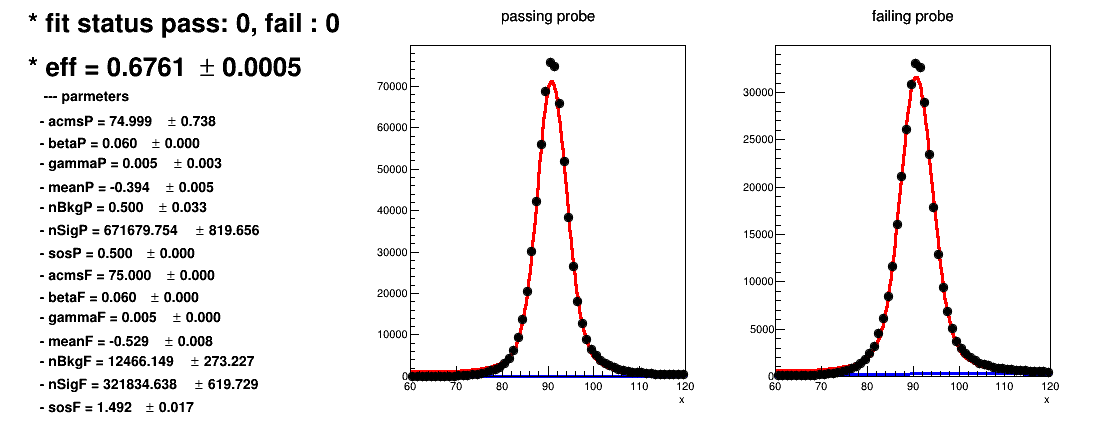 * fit status pass: 0, fail : 0
* eff = 0.6761 ± 0.0005
--- parmeters
- acmsP = 74.999 ± 0.738
- betaP = 0.060 ± 0.000
- gammaP = 0.005 ± 0.003
- meanP = -0.394 ± 0.005
- nBkgP = 0.500 ± 0.033
- nSigP = 671679.754 ± 819.656
- sosP = 0.500 ± 0.000
- acmsF = 75.000 ± 0.000
- betaF = 0.060 ± 0.000
- gammaF = 0.005 ± 0.000
- meanF = -0.529 ± 0.008
- nBkgF = 12466.149 ± 273.227
- nSigF = 321834.638 ± 619.729
- sosF = 1.492 ± 0.017
passing probe
70000
60000
50000
40000
30000
20000
10000
0
60 70 80 90 100 110 120
x
failing probe
30000
25000
20000
15000
10000
5000
0
60 70 80 90 100 110 120
x